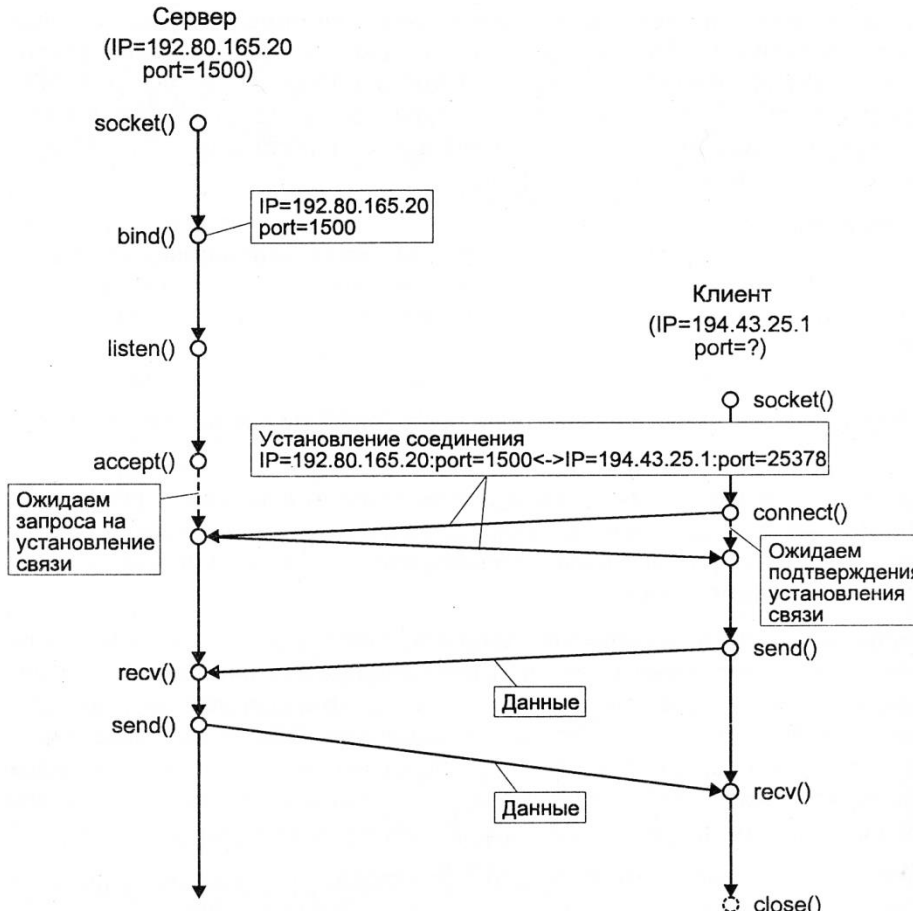 Сервер
(IP=192.80.165.20
port=1500)
socket()
IP=192.80.165.20
port=1500
bind()
Клиент
(IP=194.43.25.1
port=?)
listen()
socket()
Установление соединения
IP=192.80.165.20:port=1500<->IP=194.43.25.1:port=25378
accept()
Ожидаем
запроса на
установление
связи
connect()
Ожидаем
подтверждения
установления
связи
send()
recv()
Данные
send()
Данные
recv()
close()